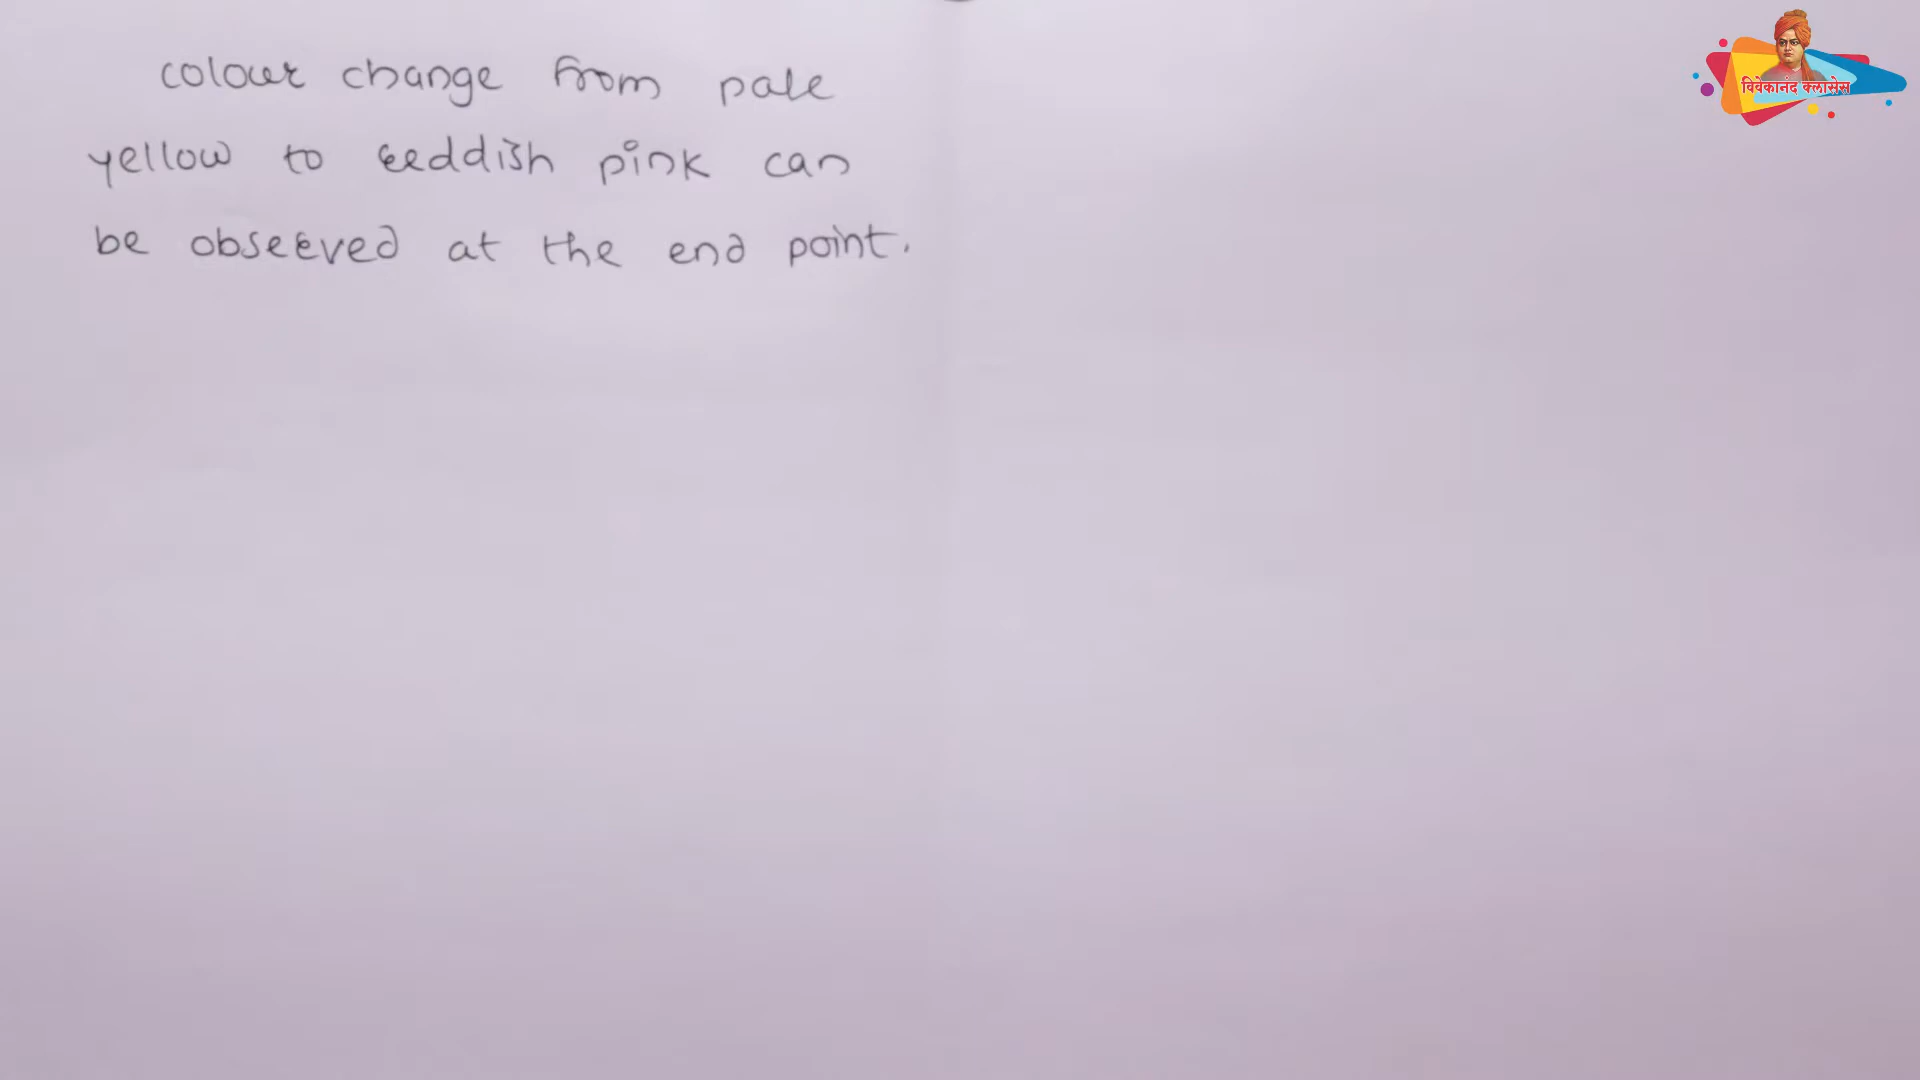 colour change from pale
yellow to reddish pink can
be observed at the end point.
विवेकानंद क्लासेस